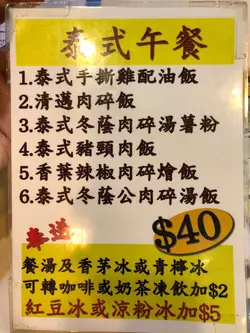 泰式午餐
1.泰式手撕雞配油飯
2.清邁肉碎飯
3.泰式冬蔭肉碎湯薯粉
4.泰式豬頸肉飯
5.香葉辣椒肉碎燴飯
6.泰式冬蔭公肉碎湯飯
奉送
$40
餐湯及香茅冰或青檸冰
可轉咖啡或奶茶凍飲加$2
紅豆冰或涼粉冰加$5